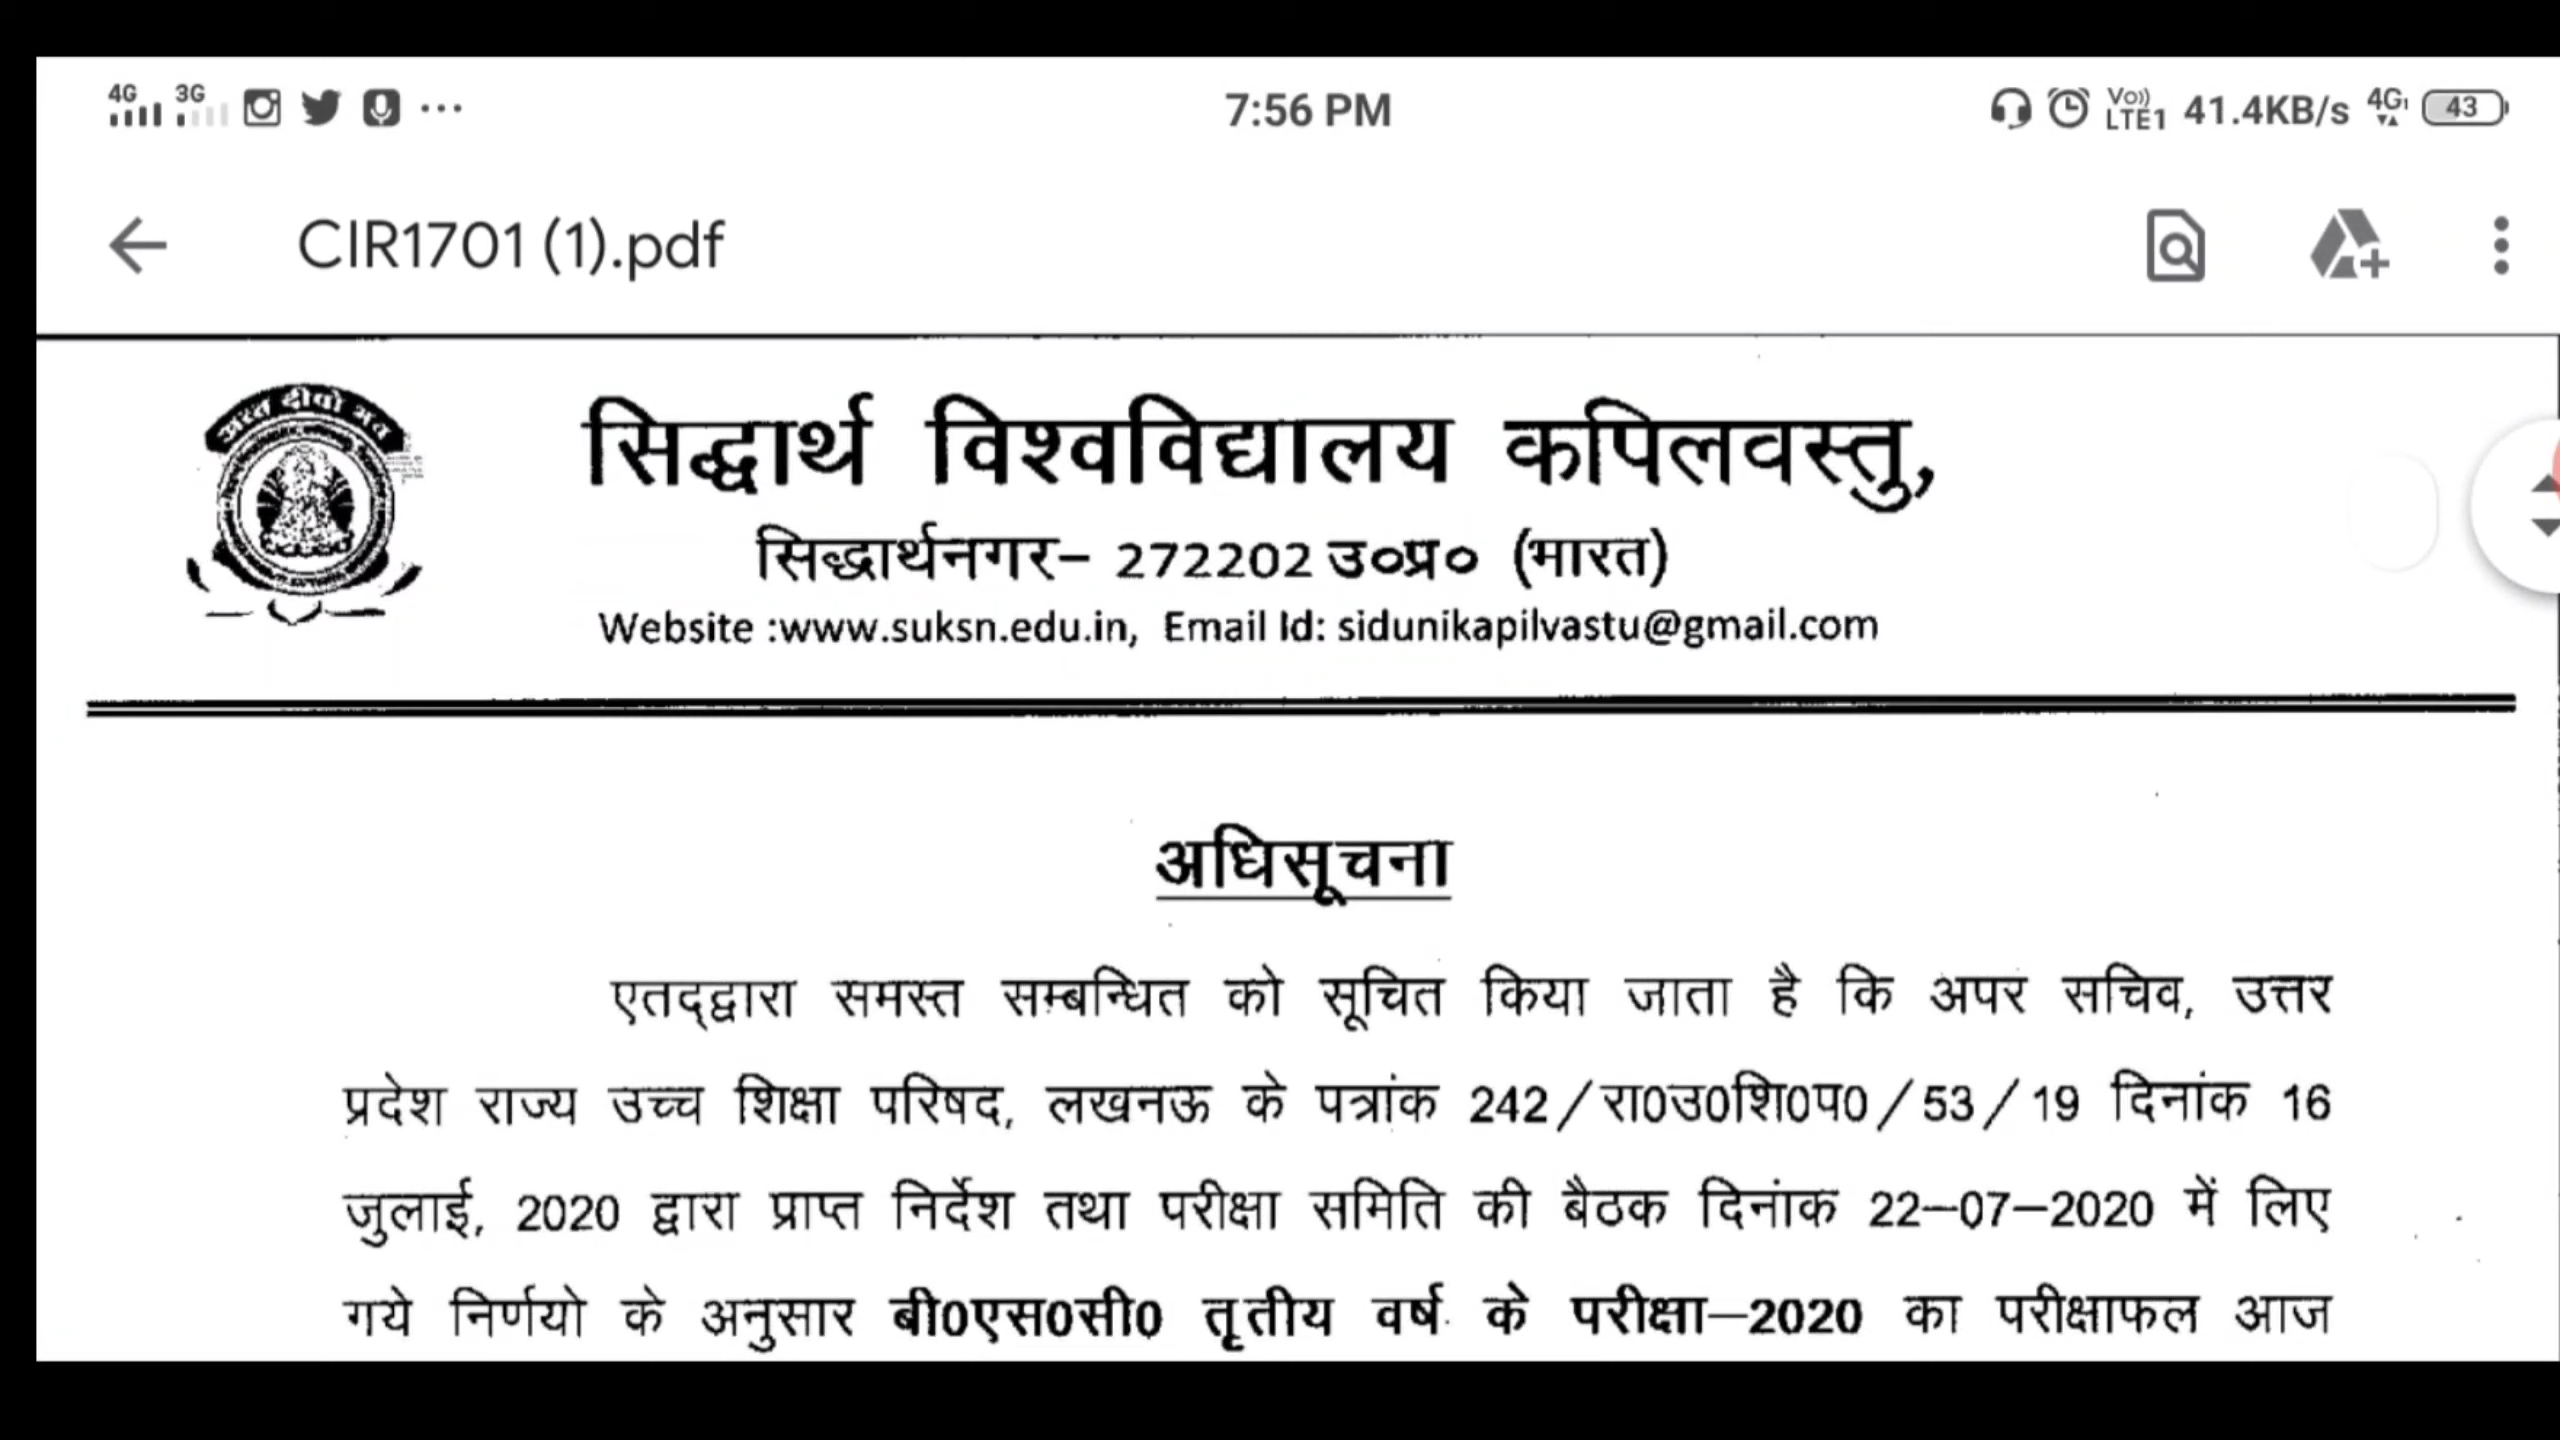 4G 3G 7:56 PM Vo)) LTE1 41.4KB/s 4G 43
CIR1701 (1).pdf
सिद्धार्थ विश्वविद्यालय कपिलवस्तु,
सिद्धार्थनगर– 272202 उ०प्र० (भारत)
Website :www.suksn.edu.in, Email Id: sidunikapilvastu@gmail.com
अधिसूचना
एतद्द्वारा समस्त सम्बन्धित को सूचित किया जाता है कि अपर सचिव, उत्तर
प्रदेश राज्य उच्च शिक्षा परिषद, लखनऊ के पत्रांक 242/रा0उ0शि0प0/53/19 दिनांक 16
जुलाई, 2020 द्वारा प्राप्त निर्देश तथा परीक्षा समिति की बैठक दिनांक 22–07–2020 में लिए
गये निर्णयो के अनुसार बी0एस0सी0 तृतीय वर्ष के परीक्षा–2020 का परीक्षाफल आज